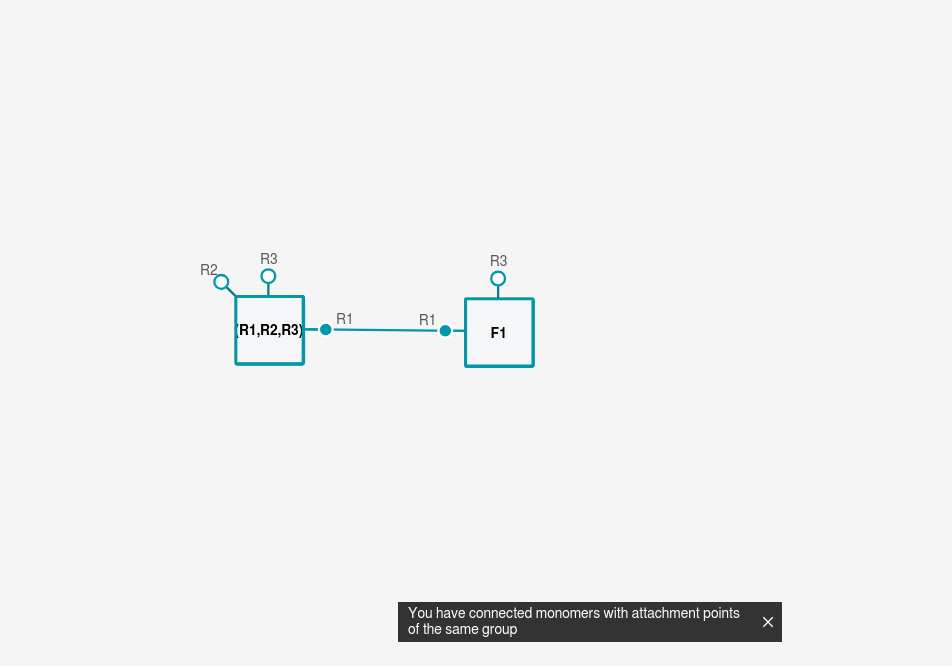 R3
R3
R2
R1
R1
(R1,R2,R3)
F1
You have connected monomers with attachment points
of the same group